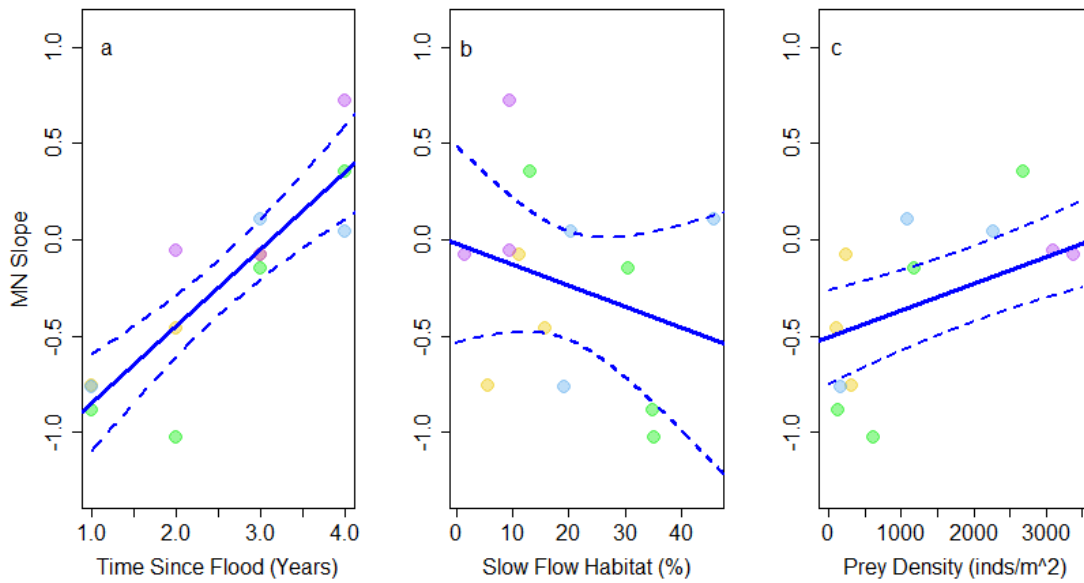 a
b
c
MN Slope
1.0
0.5
0.0
-0.5
-1.0
1.0
0.5
0.0
-0.5
-1.0
1.0
0.5
0.0
-0.5
-1.0
1.0 2.0 3.0 4.0
0 10 20 30 40
0 1000 2000 3000
Time Since Flood (Years)
Slow Flow Habitat (%)
Prey Density (inds/m^2)